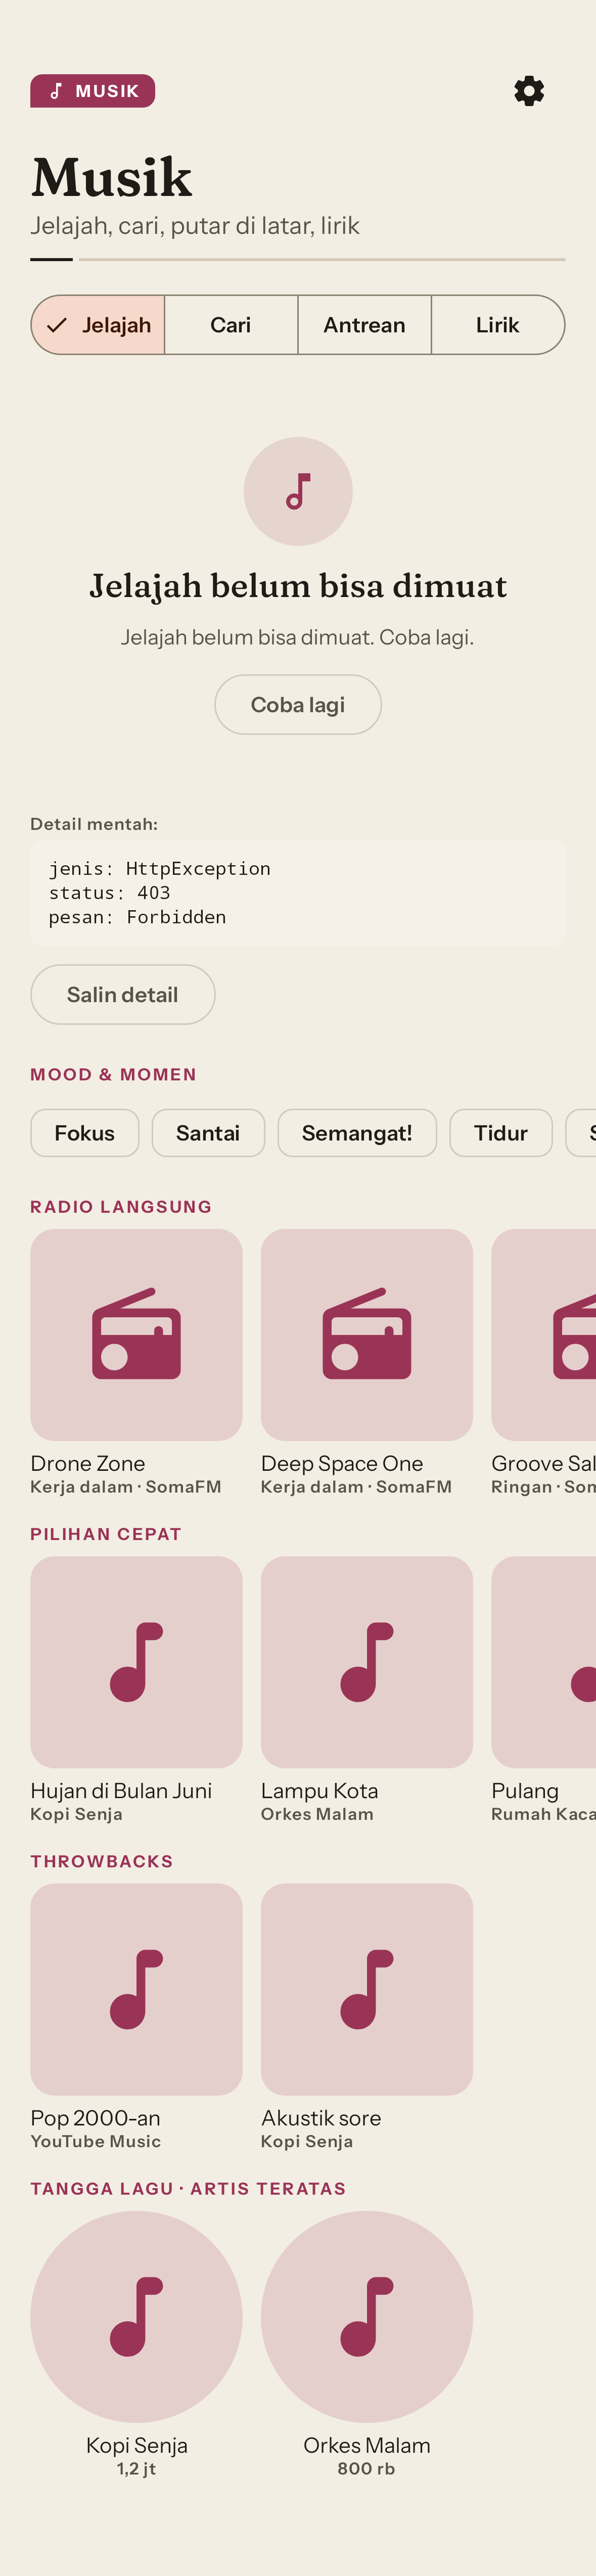 MUSIK
Musik
Jelajah, cari, putar di latar, lirik
Jelajah Cari Antrean Lirik
Jelajah belum bisa dimuat
Jelajah belum bisa dimuat. Coba lagi.
Coba lagi
Detail mentah:
jenis: HttpException
status: 403
pesan: Forbidden
Salin detail
MOOD & MOMEN
Fokus Santai Semangat! Tidur
RADIO LANGSUNG
Drone Zone Deep Space One Groove
Kerja dalam · SomaFM Kerja dalam · SomaFM Ringan ·
PILIHAN CEPAT
Hujan di Bulan Juni Lampu Kota Pulang
Kopi Senja Orkes Malam Rumah Kaca
THROWBACKS
Pop 2000-an Akustik sore
YouTube Music Kopi Senja
TANGGA LAGU · ARTIS TERATAS
Kopi Senja Orkes Malam
1,2 jt 800 rb